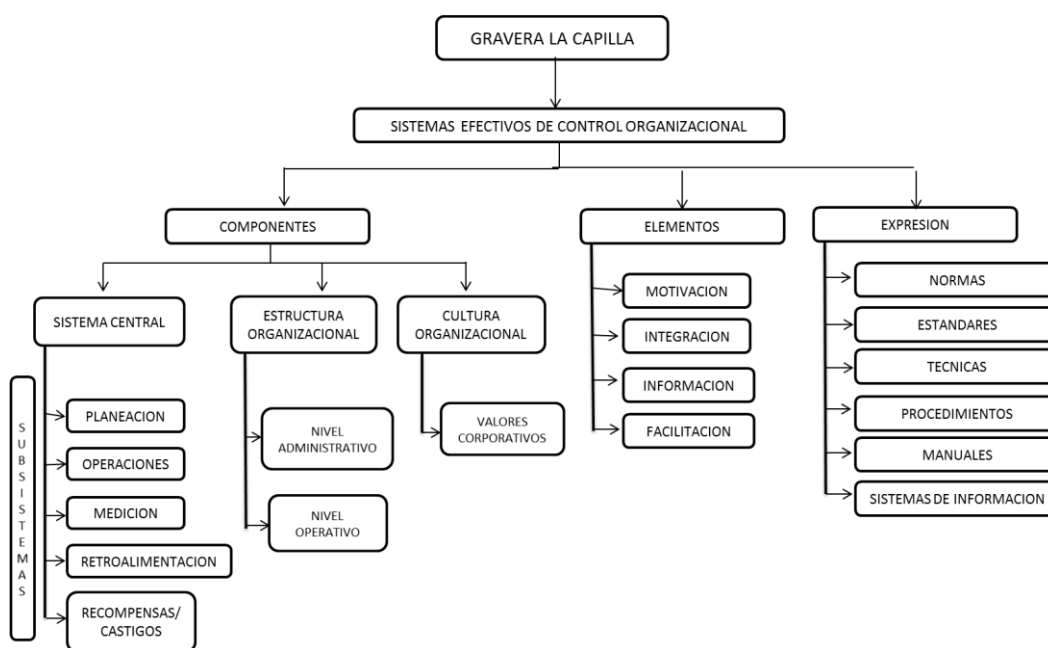 GRAVERA LA CAPILLA
SISTEMAS EFECTIVOS DE CONTROL ORGANIZACIONAL
COMPONENTES
SISTEMA CENTRAL
SUBSISTEMAS
PLANEACION
OPERACIONES
MEDICION
RETROALIMENTACION
RECOMPENSAS/
CASTIGOS
ESTRUCTURA
ORGANIZACIONAL
NIVEL
ADMINISTRATIVO
NIVEL
OPERATIVO
CULTURA
ORGANIZACIONAL
VALORES
CORPORATIVOS
ELEMENTOS
MOTIVACION
INTEGRACION
INFORMACION
FACILITACION
EXPRESION
NORMAS
ESTANDARES
TECNICAS
PROCEDIMIENTOS
MANUALES
SISTEMAS DE INFORMACION